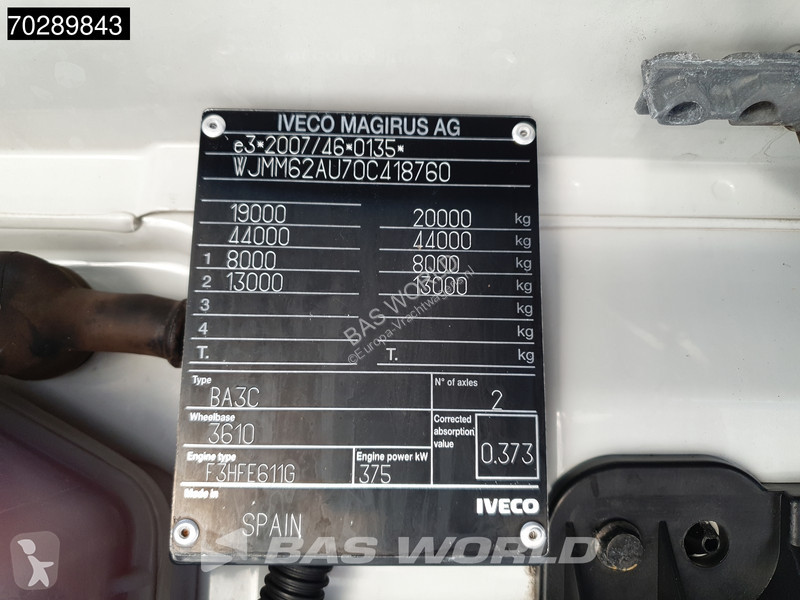 70289843
IVECO MAGIRUS AG
e3*2007/46*0135*
WJMM62AU70C418760
19000 20000 kg
44000 44000 kg
1 8000 8000 kg
2 13000 13000 kg
3 kg
4 kg
T. T. kg
Type N° of axles
BA3C 2
Wheelbase Corrected absorption value
3610 0.373
Engine type Engine power kW
F3HFE611G 375
Made in IVECO
SPAIN
BAS WORLD
©Europa-Vrachtwagen.nl
BAS WORLD